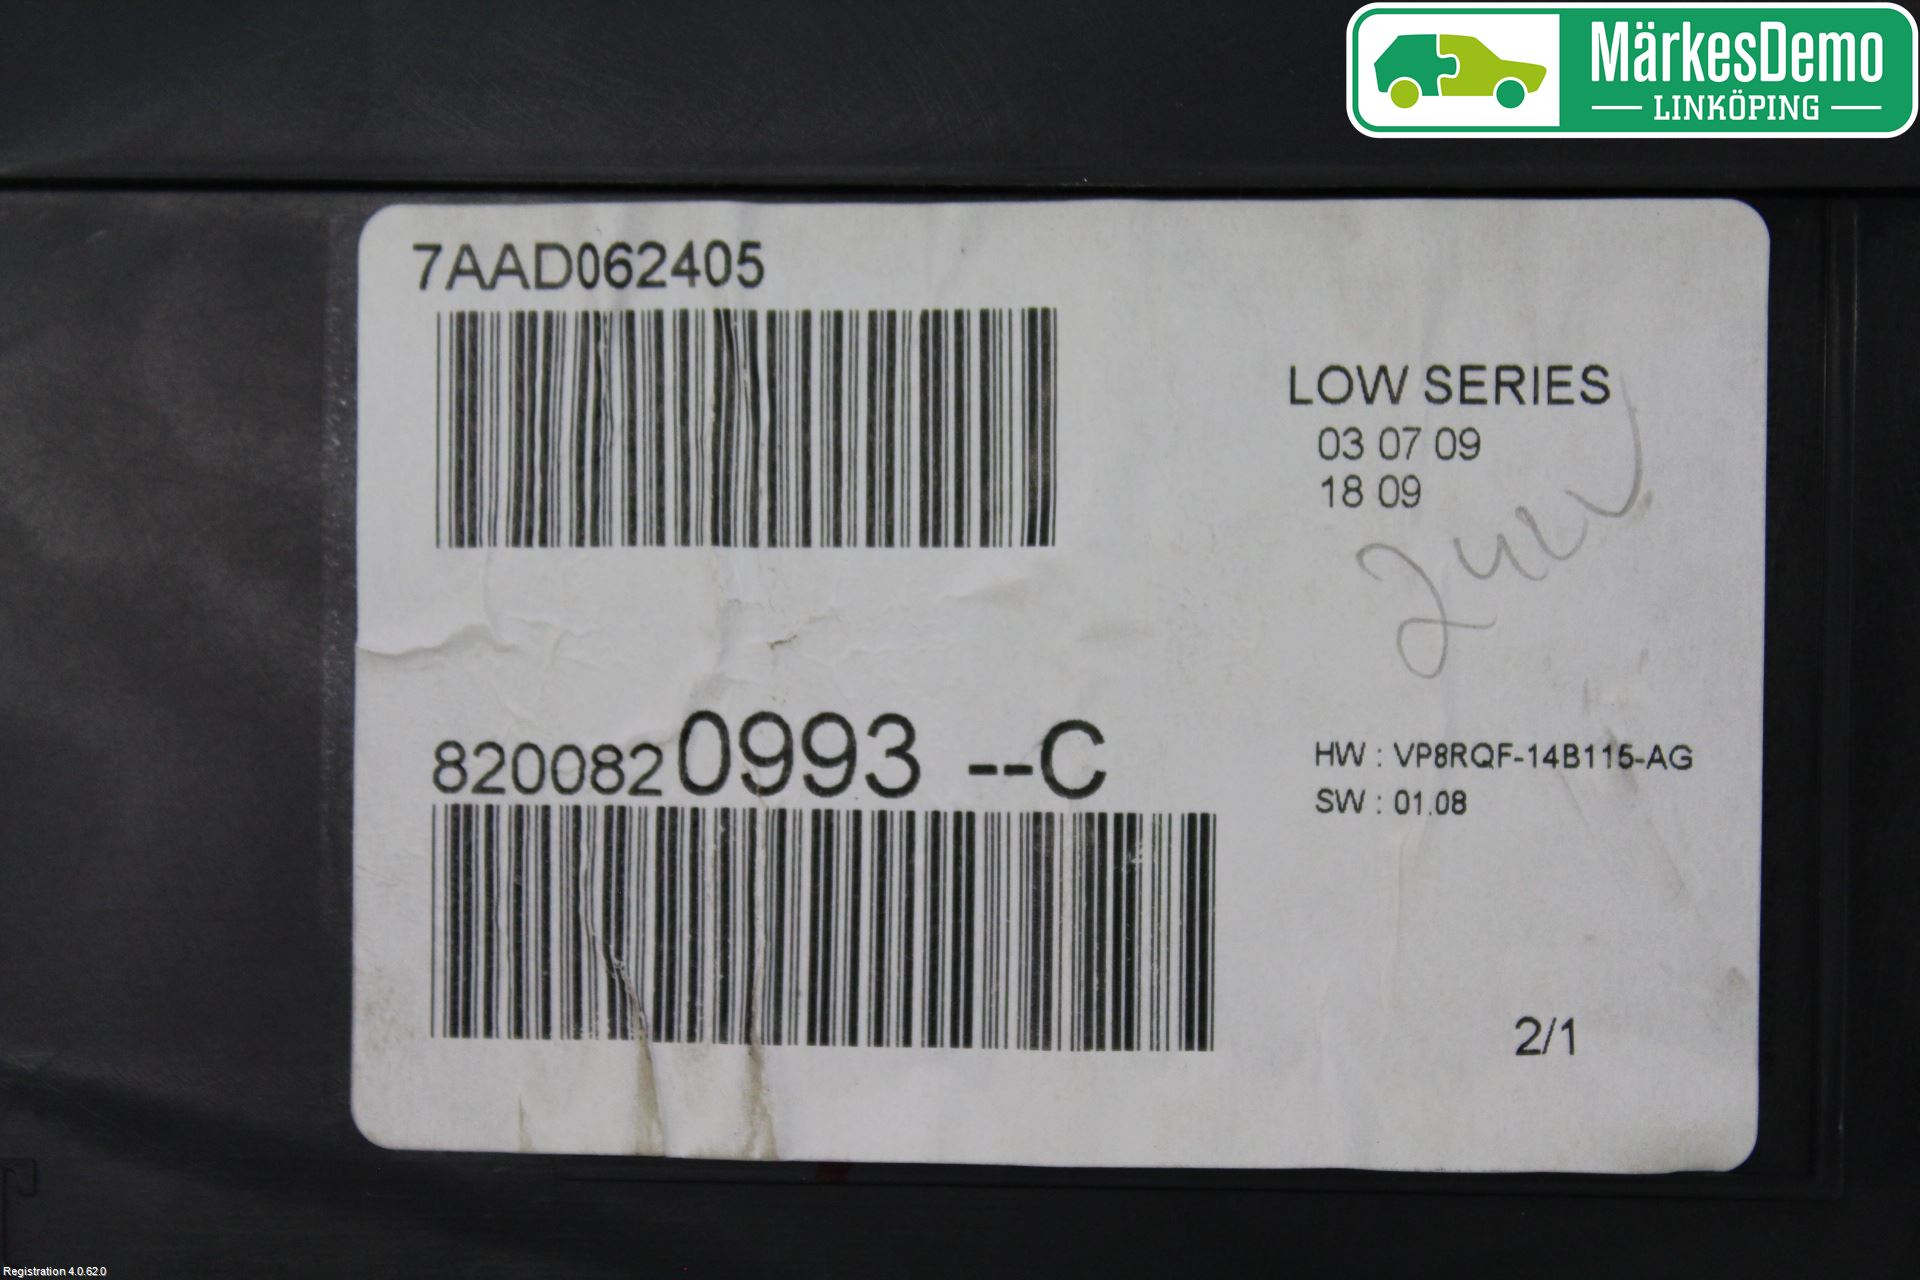 MärkesDemo
LINKÖPING
7AAD062405
LOW SERIES
03 07 09
18 09
8200820993 --C
HW : VP8RQF-14B115-AG
SW : 01.08
2/1
Registration 4.0.62.0